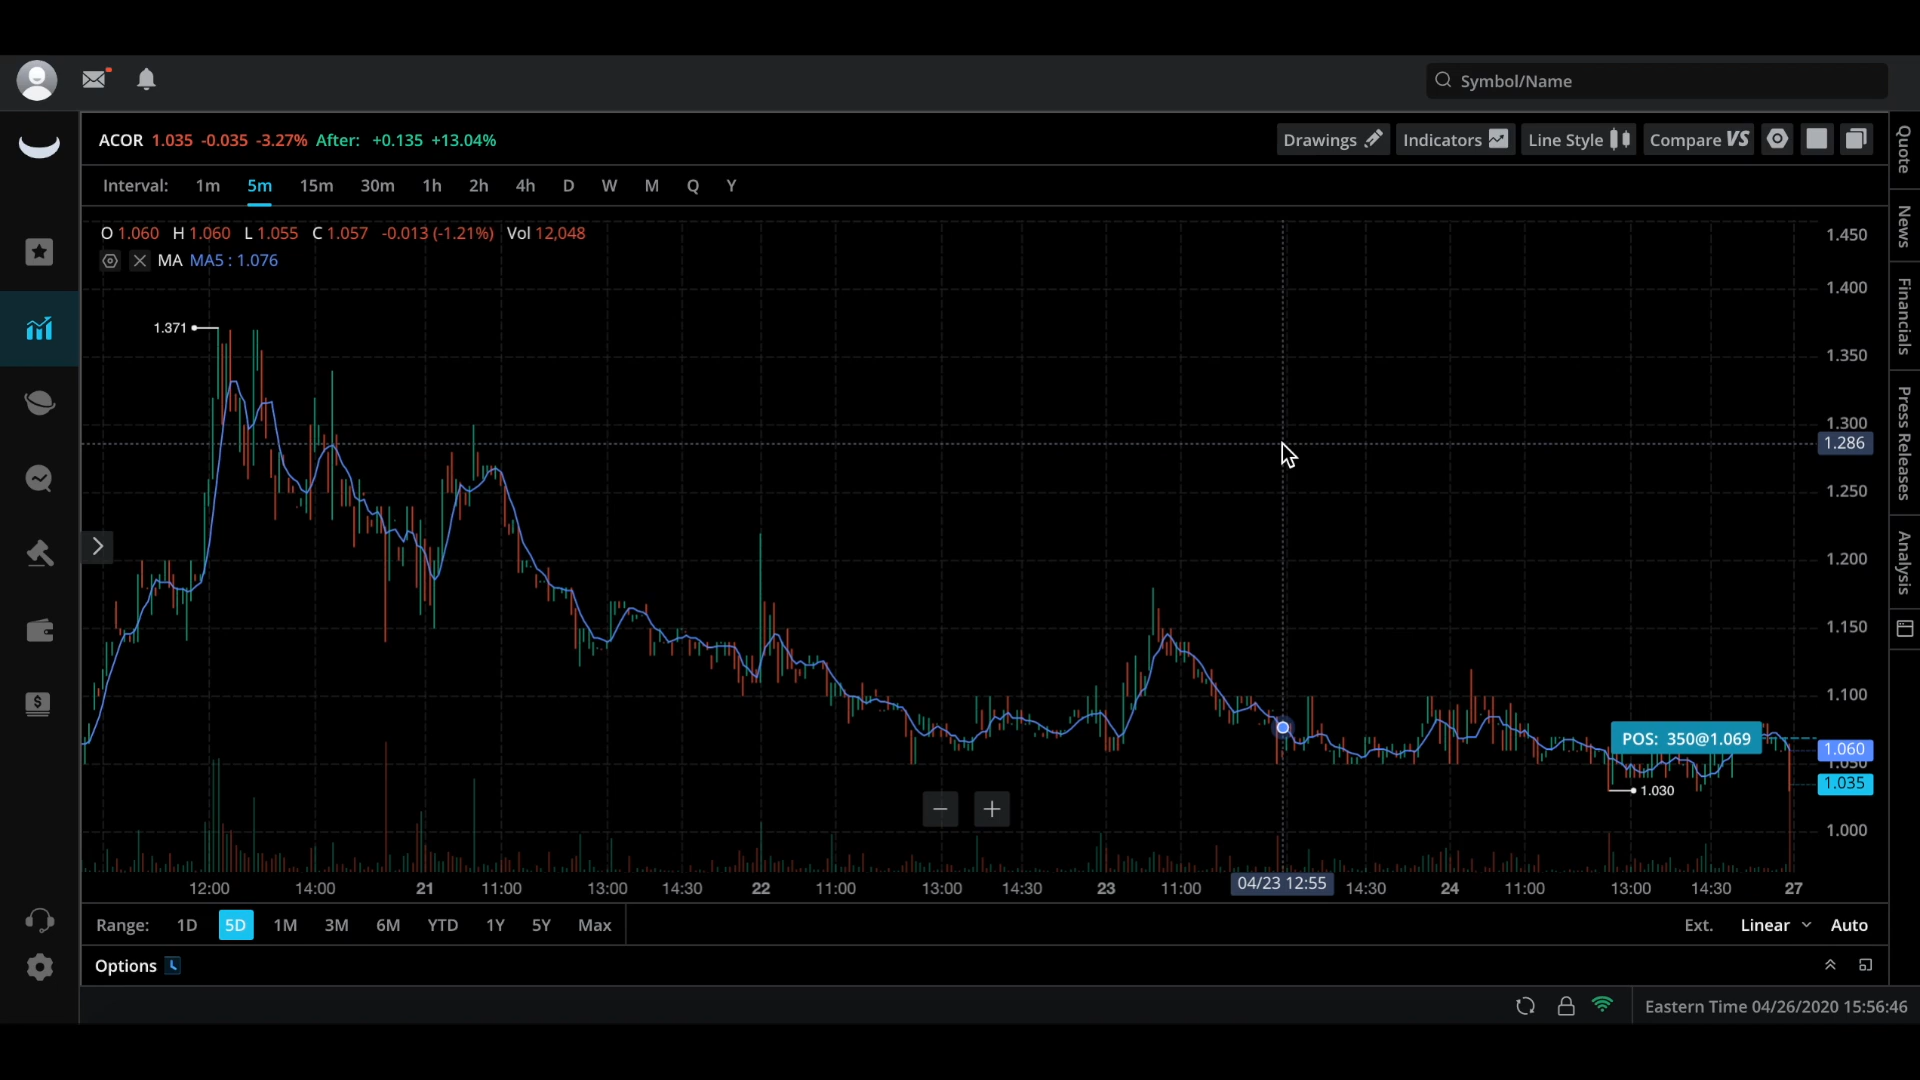 Symbol/Name
ACOR 1.035 -0.035 -3.27% After: +0.135 +13.04%
Drawings Indicators Line Style Compare VS
Interval: 1m 5m 15m 30m 1h 2h 4h D W M Q Y
O 1.060 H 1.060 L 1.055 C 1.057 -0.013 (-1.21%) Vol 12,048
MA MA5 : 1.076
1.371
1.450
1.400
1.350
1.300
1.286
1.250
1.200
1.150
1.100
POS: 350@1.069
1.060
1.050
1.035
1.030
1.000
12:00 14:00 21 11:00 13:00 14:30 22 11:00 13:00 14:30 23 11:00 04/23 12:55 14:30 24 11:00 13:00 14:30 27
Range: 1D 5D 1M 3M 6M YTD 1Y 5Y Max
Ext. Linear Auto
Options
Quote
News
Financials
Press Releases
Analysis
Eastern Time 04/26/2020 15:56:46